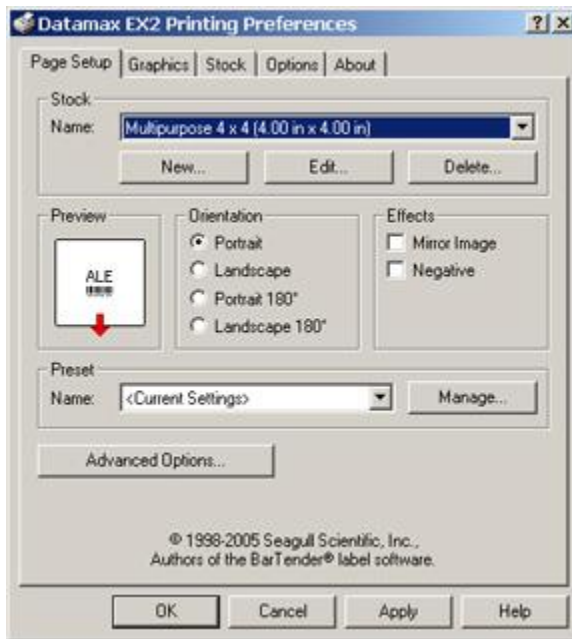 Datamax EX2 Printing Preferences
Page Setup Graphics Stock Options About
Stock
Name: Multipurpose 4 x 4 (4.00 in x 4.00 in)
New... Edit... Delete...
Preview Orientation Effects
Portrait Mirror Image
ALE Landscape Negative
Portrait 180°
Landscape 180°
Preset
Name: <Current Settings> Manage...
Advanced Options...
© 1998-2005 Seagull Scientific, Inc.,
Authors of the BarTender® label software.
OK Cancel Apply Help